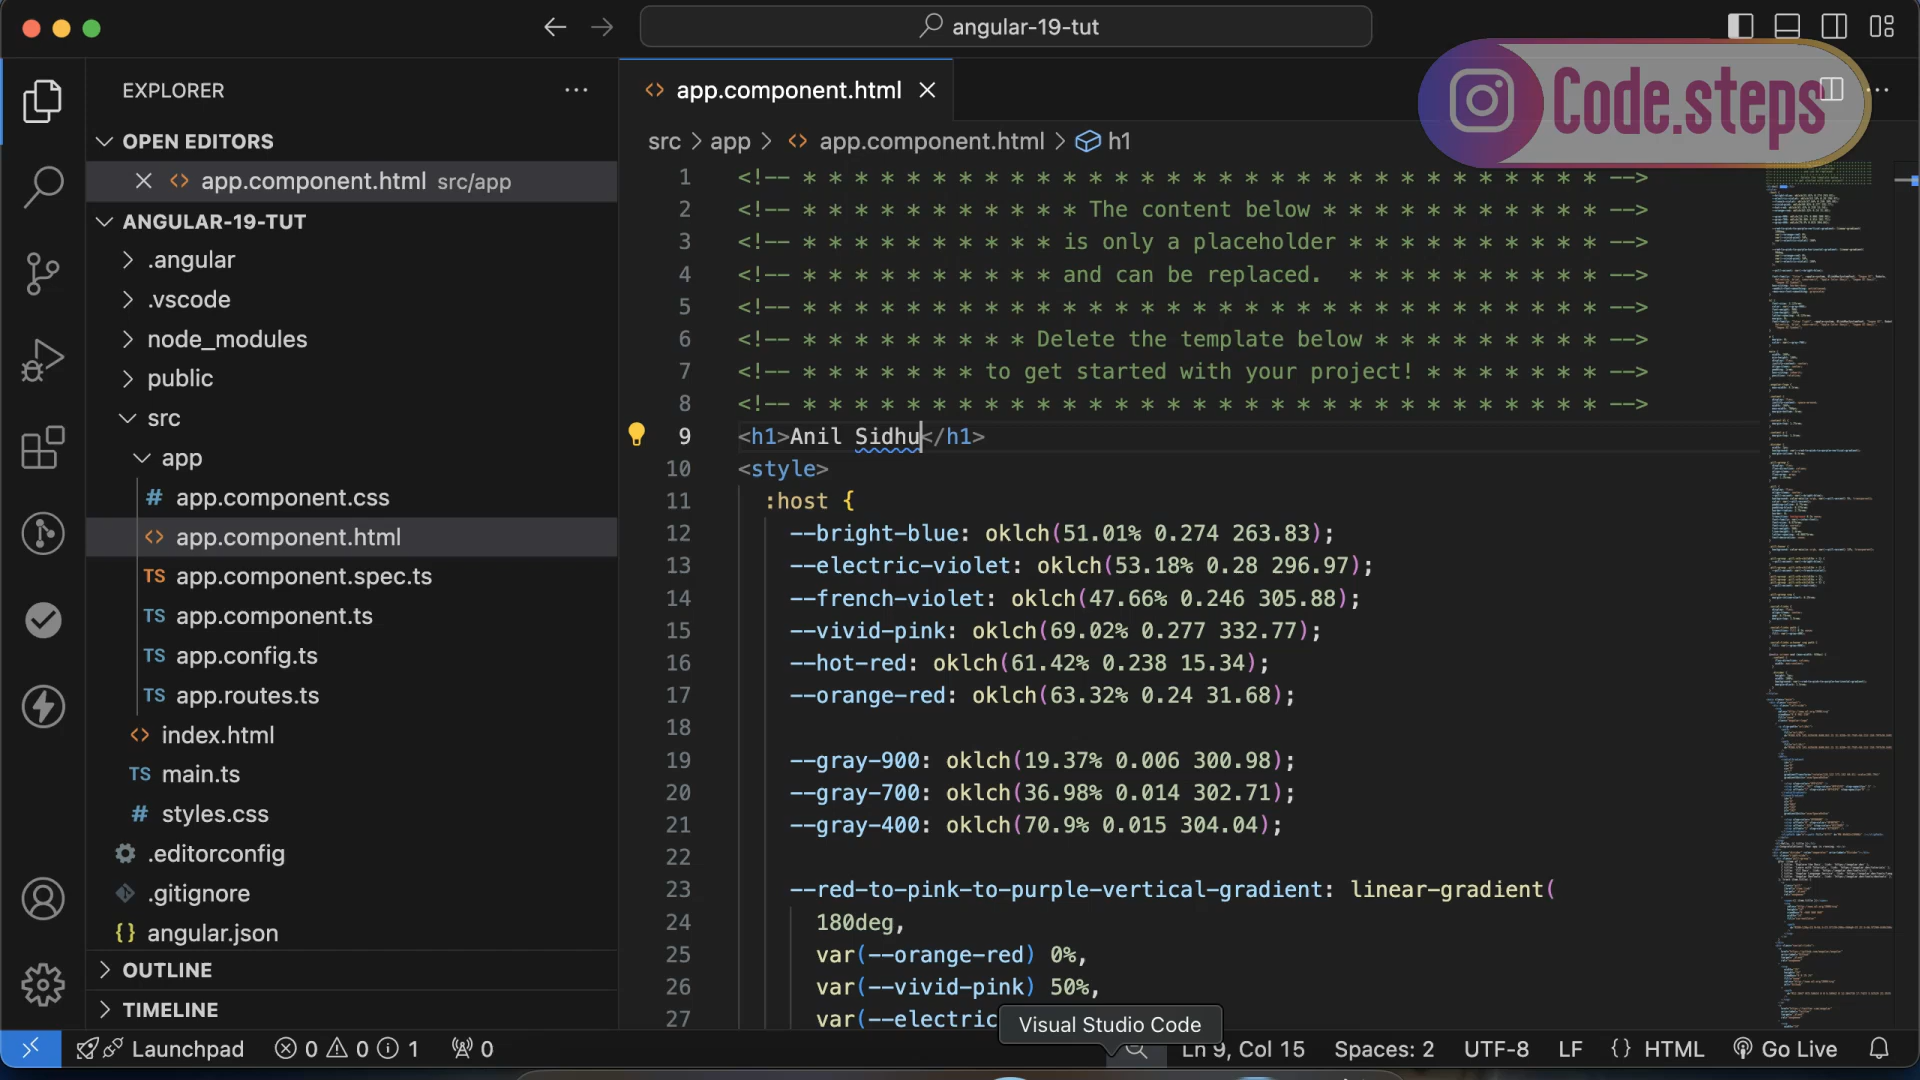 angular-19-tut
Code.steps
EXPLORER
OPEN EDITORS
app.component.html src/app
ANGULAR-19-TUT
.angular
.vscode
node_modules
public
src
app
app.component.css
app.component.html
TS app.component.spec.ts
TS app.component.ts
TS app.config.ts
TS app.routes.ts
index.html
TS main.ts
# styles.css
.editorconfig
.gitignore
{} angular.json
OUTLINE
TIMELINE
app.component.html
src > app > app.component.html > h1
1 <!-- * * * * * * * * * * * * * * * * * * * * * * * * * * * * * * * -->
2 <!-- * * * * * * * * * * * The content below * * * * * * * * * * * -->
3 <!-- * * * * * * * * * * is only a placeholder * * * * * * * * * * -->
4 <!-- * * * * * * * * * * and can be replaced.  * * * * * * * * * * -->
5 <!-- * * * * * * * * * * * * * * * * * * * * * * * * * * * * * * * -->
6 <!-- * * * * * * * * * Delete the template below * * * * * * * * * -->
7 <!-- * * * * * * * to get started with your project! * * * * * * * -->
8 <!-- * * * * * * * * * * * * * * * * * * * * * * * * * * * * * * * -->
9 <h1>Anil Sidhu</h1>
10 <style>
11 :host {
12 --bright-blue: oklch(51.01% 0.274 263.83);
13 --electric-violet: oklch(53.18% 0.28 296.97);
14 --french-violet: oklch(47.66% 0.246 305.88);
15 --vivid-pink: oklch(69.02% 0.277 332.77);
16 --hot-red: oklch(61.42% 0.238 15.34);
17 --orange-red: oklch(63.32% 0.24 31.68);
18
19 --gray-900: oklch(19.37% 0.006 300.98);
20 --gray-700: oklch(36.98% 0.014 302.71);
21 --gray-400: oklch(70.9% 0.015 304.04);
22
23 --red-to-pink-to-purple-vertical-gradient: linear-gradient(
24 180deg,
25 var(--orange-red) 0%,
26 var(--vivid-pink) 50%,
27 var(--electric
Visual Studio Code
Launchpad 0 0 1 0 Ln 9, Col 15 Spaces: 2 UTF-8 LF {} HTML Go Live